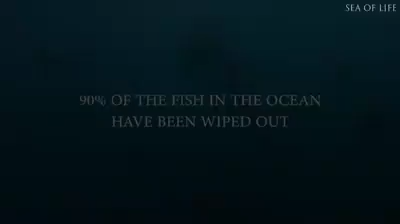 SEA OF LIFE
90% OF THE FISH IN THE OCEAN
HAVE BEEN WIPED OUT